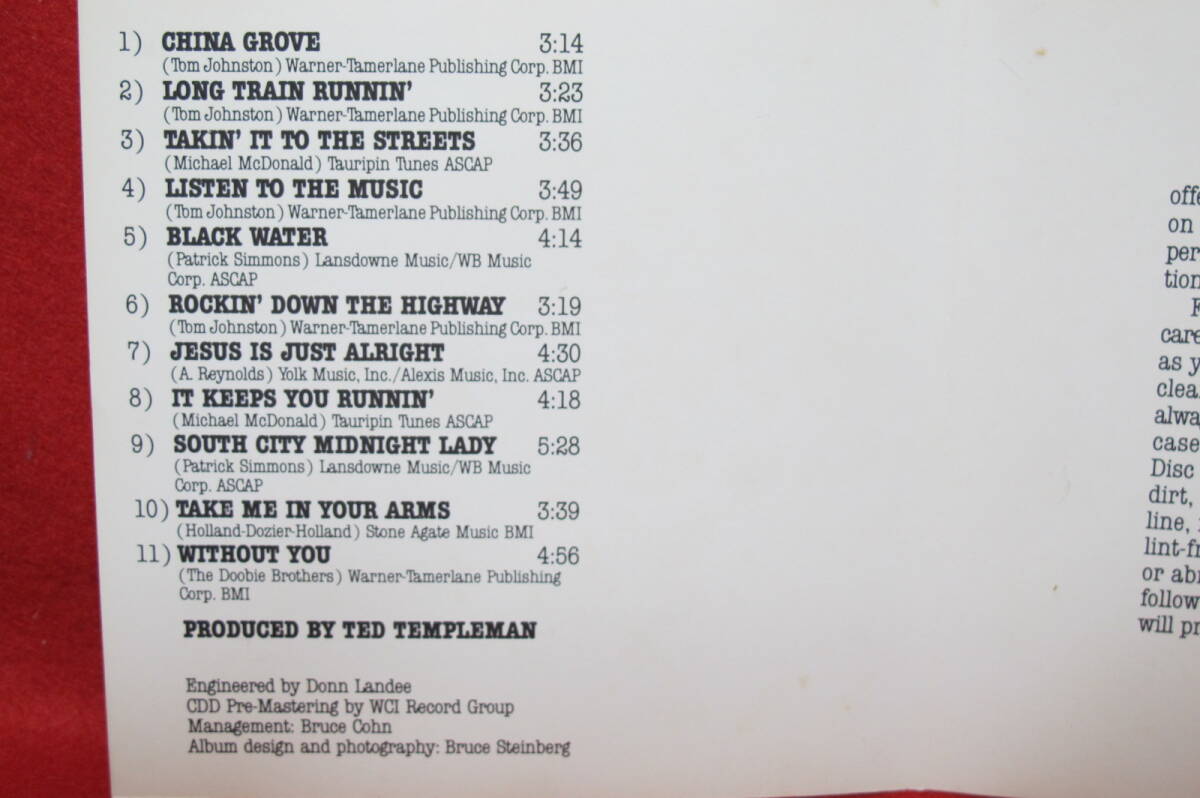 1) CHINA GROVE 3:14
(Tom Johnston) Warner-Tamerlane Publishing Corp. BMI
2) LONG TRAIN RUNNIN' 3:23
(Tom Johnston) Warner-Tamerlane Publishing Corp. BMI
3) TAKIN' IT TO THE STREETS 3:36
(Michael McDonald) Tauripin Tunes ASCAP
4) LISTEN TO THE MUSIC 3:49
(Tom Johnston) Warner-Tamerlane Publishing Corp. BMI
5) BLACK WATER 4:14
(Patrick Simmons) Lansdowne Music/WB Music
Corp. ASCAP
6) ROCKIN' DOWN THE HIGHWAY 3:19
(Tom Johnston) Warner-Tamerlane Publishing Corp. BMI
7) JESUS IS JUST ALRIGHT 4:30
(A. Reynolds) Yolk Music, Inc./Alexis Music, Inc. ASCAP
8) IT KEEPS YOU RUNNIN' 4:18
(Michael McDonald) Tauripin Tunes ASCAP
9) SOUTH CITY MIDNIGHT LADY 5:28
(Patrick Simmons) Lansdowne Music/WB Music
Corp. ASCAP
10) TAKE ME IN YOUR ARMS 3:39
(Holland-Dozier-Holland) Stone Agate Music BMI
11) WITHOUT YOU 4:56
(The Doobie Brothers) Warner-Tamerlane Publishing
Corp. BMI
PRODUCED BY TED TEMPLEMAN
Engineered by Donn Landee
CDD Pre-Mastering by WCI Record Group
Management: Bruce Cohn
Album design and photography: Bruce Steinberg
offe
on
per
tion
F
care
as y
clea
alwa
case
Disc
dirt,
line,
lint-fr
or abr
follow
will pr